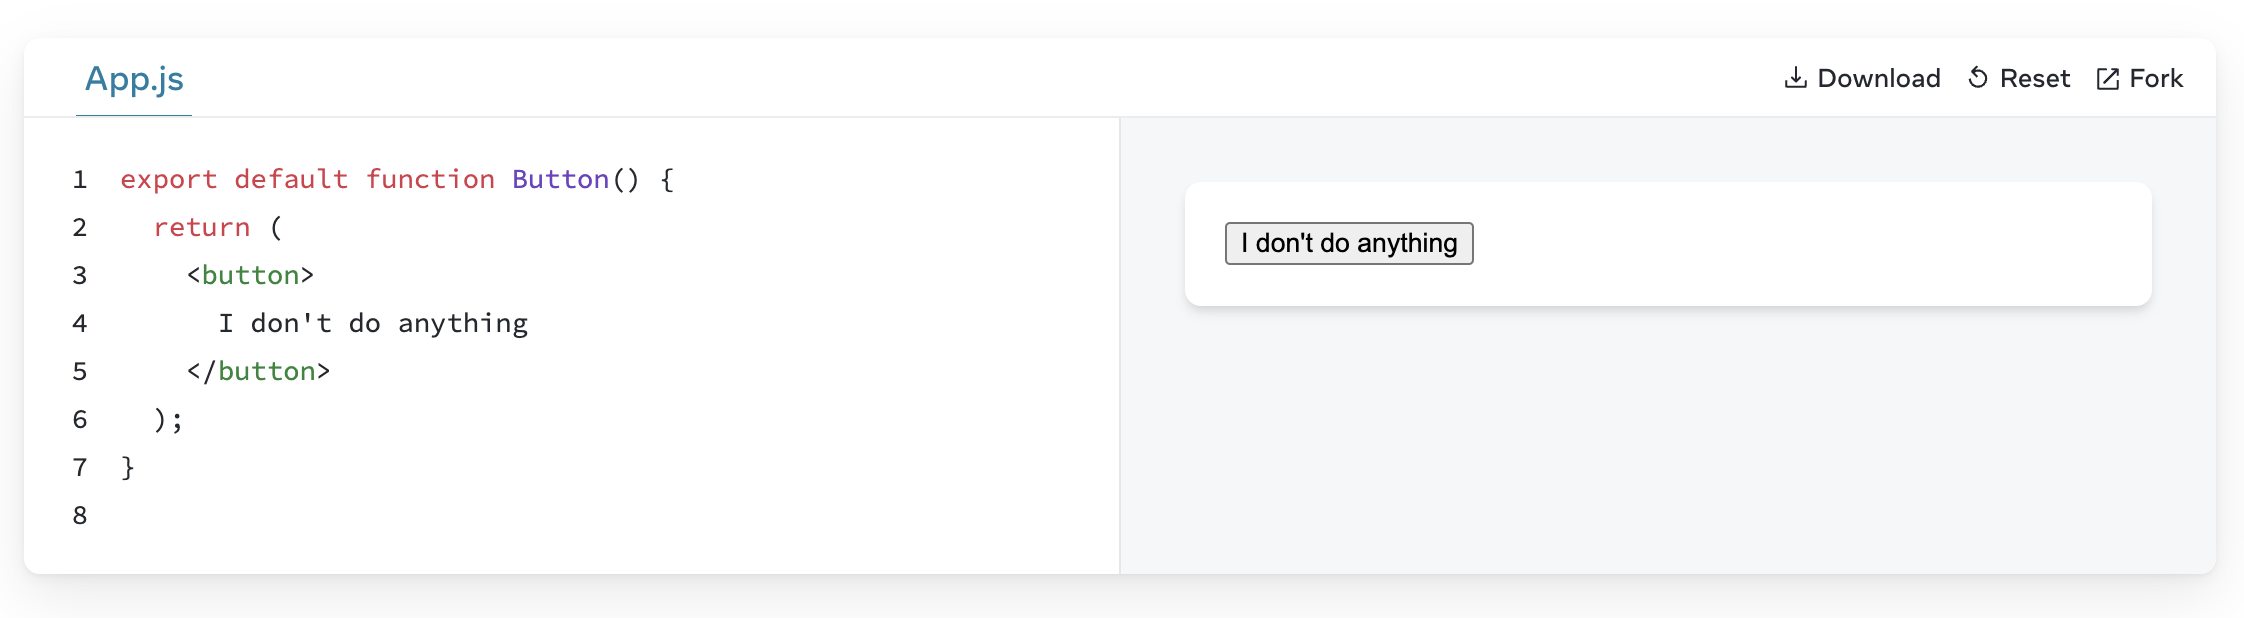 App.js
Download Reset Fork
1 export default function Button() {
2   return (
3     <button>
4       I don't do anything
5     </button>
6   );
7 }
8
I don't do anything